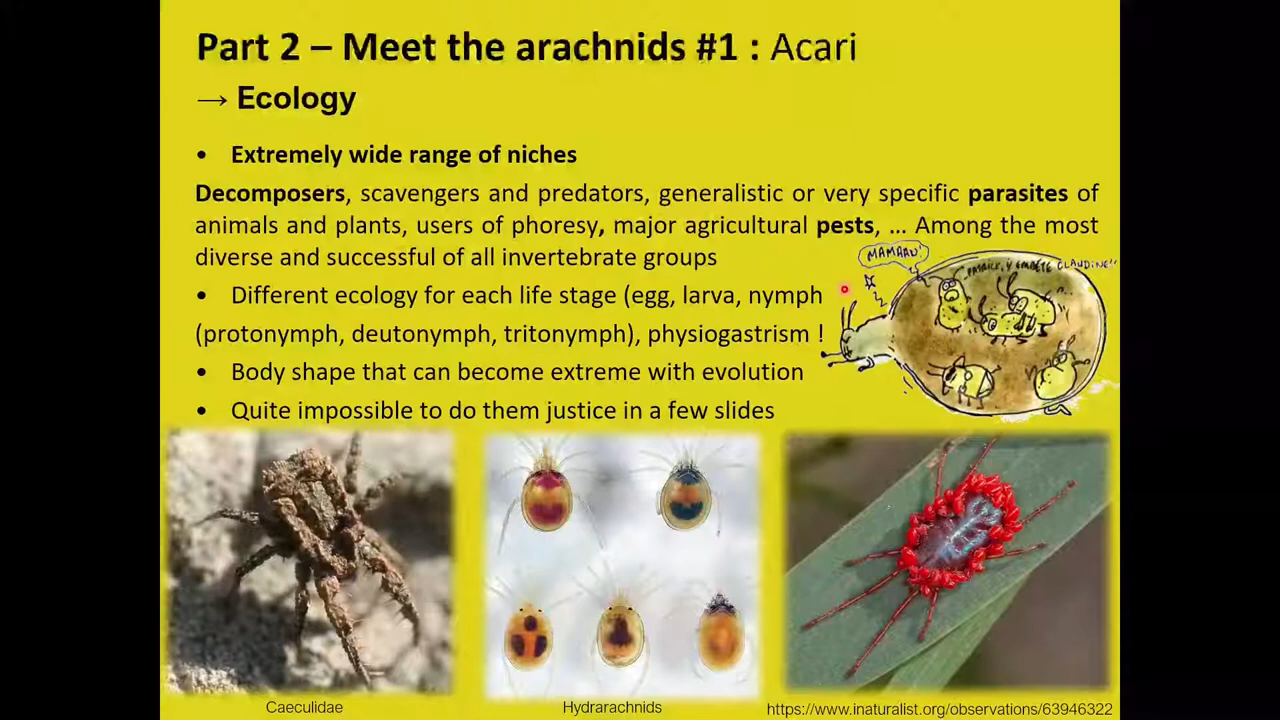 Part 2 – Meet the arachnids #1 : Acari
→ Ecology
• Extremely wide range of niches
Decomposers, scavengers and predators, generalistic or very specific parasites of
animals and plants, users of phoresy, major agricultural pests, ... Among the most
diverse and successful of all invertebrate groups
MAMAAN!
PATRICK Y EMBÊTE CLAUDINE!!
• Different ecology for each life stage (egg, larva, nymph
(protonymph, deutonymph, tritonymph), physiogastrism !
• Body shape that can become extreme with evolution
• Quite impossible to do them justice in a few slides
Caeculidae
Hydrarachnids
https://www.inaturalist.org/observations/63946322